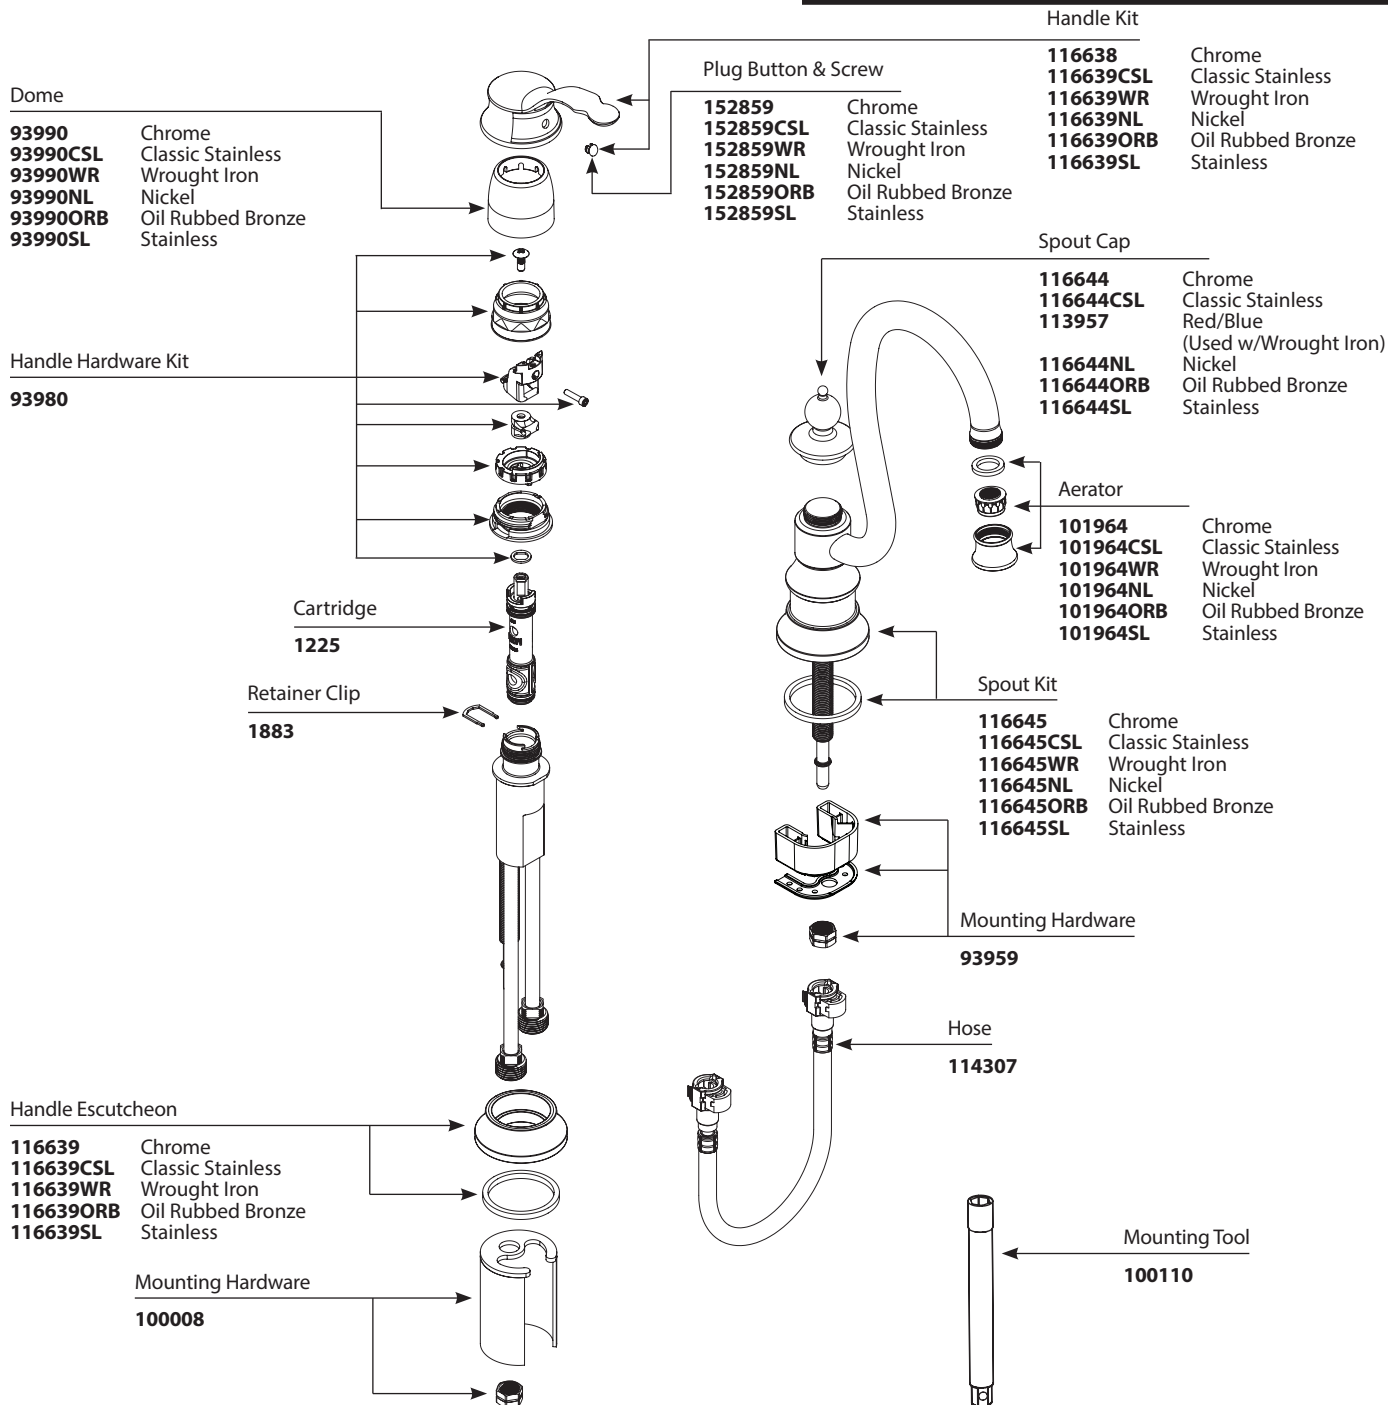 Handle Kit
116638 Chrome
116639CSL Classic Stainless
116639WR Wrought Iron
116639NL Nickel
116639ORB Oil Rubbed Bronze
116639SL Stainless
Plug Button & Screw
152859 Chrome
152859CSL Classic Stainless
152859WR Wrought Iron
152859NL Nickel
152859ORB Oil Rubbed Bronze
152859SL Stainless
Dome
93990 Chrome
93990CSL Classic Stainless
93990WR Wrought Iron
93990NL Nickel
93990ORB Oil Rubbed Bronze
93990SL Stainless
Spout Cap
116644 Chrome
116644CSL Classic Stainless
113957 Red/Blue
(Used w/Wrought Iron)
116644NL Nickel
116644ORB Oil Rubbed Bronze
116644SL Stainless
Handle Hardware Kit
93980
Aerator
101964 Chrome
101964CSL Classic Stainless
101964WR Wrought Iron
101964NL Nickel
101964ORB Oil Rubbed Bronze
101964SL Stainless
Cartridge
1225
Retainer Clip
1883
Spout Kit
116645 Chrome
116645CSL Classic Stainless
116645WR Wrought Iron
116645NL Nickel
116645ORB Oil Rubbed Bronze
116645SL Stainless
Mounting Hardware
93959
Hose
114307
Handle Escutcheon
116639 Chrome
116639CSL Classic Stainless
116639WR Wrought Iron
116639ORB Oil Rubbed Bronze
116639SL Stainless
Mounting Hardware
100008
Mounting Tool
100110